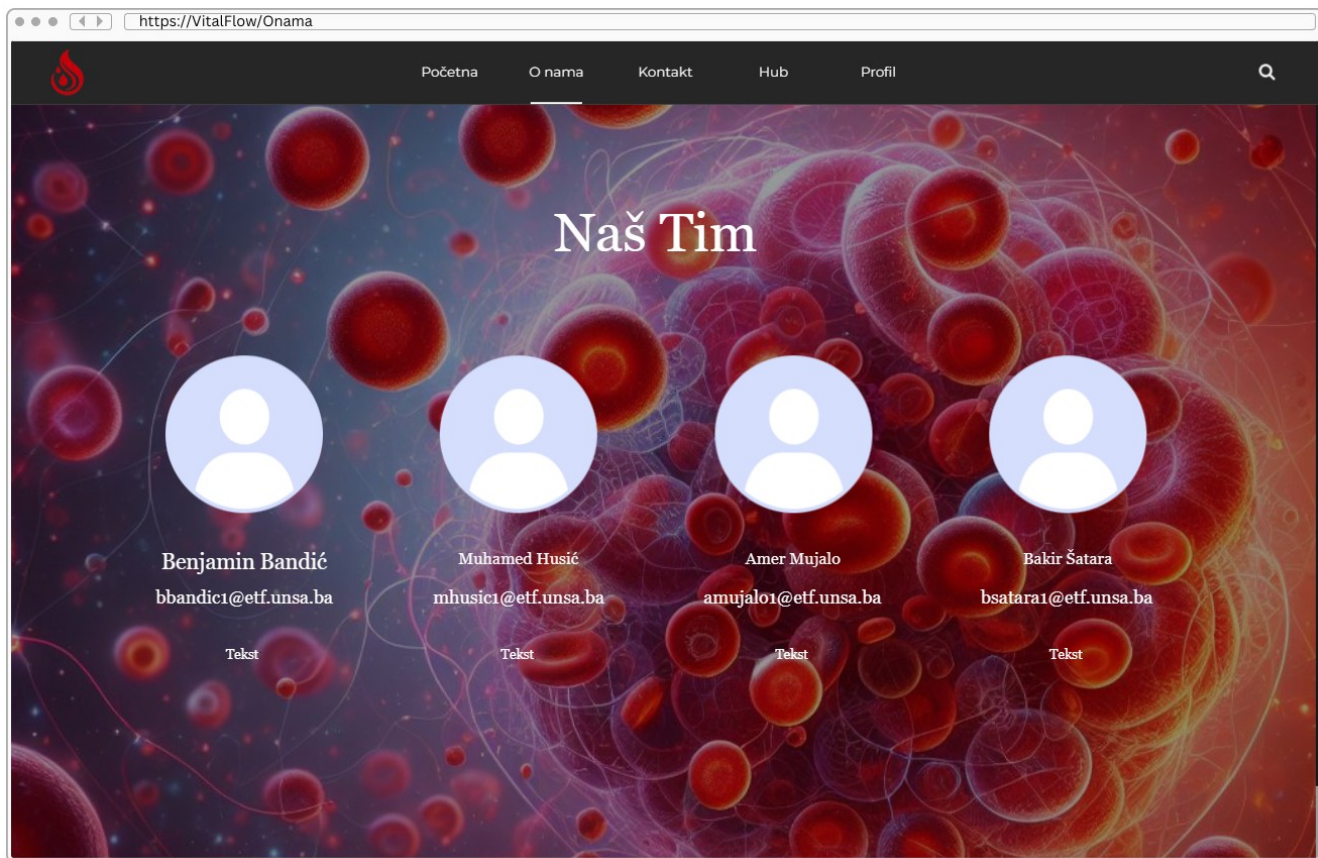 https://VitalFlow/Onama
Početna O nama Kontakt Hub Profil
Naš Tim
Benjamin Bandić Muhamed Husić Amer Mujalo Bakir Šatara
bbandic1@etf.unsa.ba mhusic1@etf.unsa.ba amujalo1@etf.unsa.ba bsatara1@etf.unsa.ba
Tekst Tekst Tekst Tekst